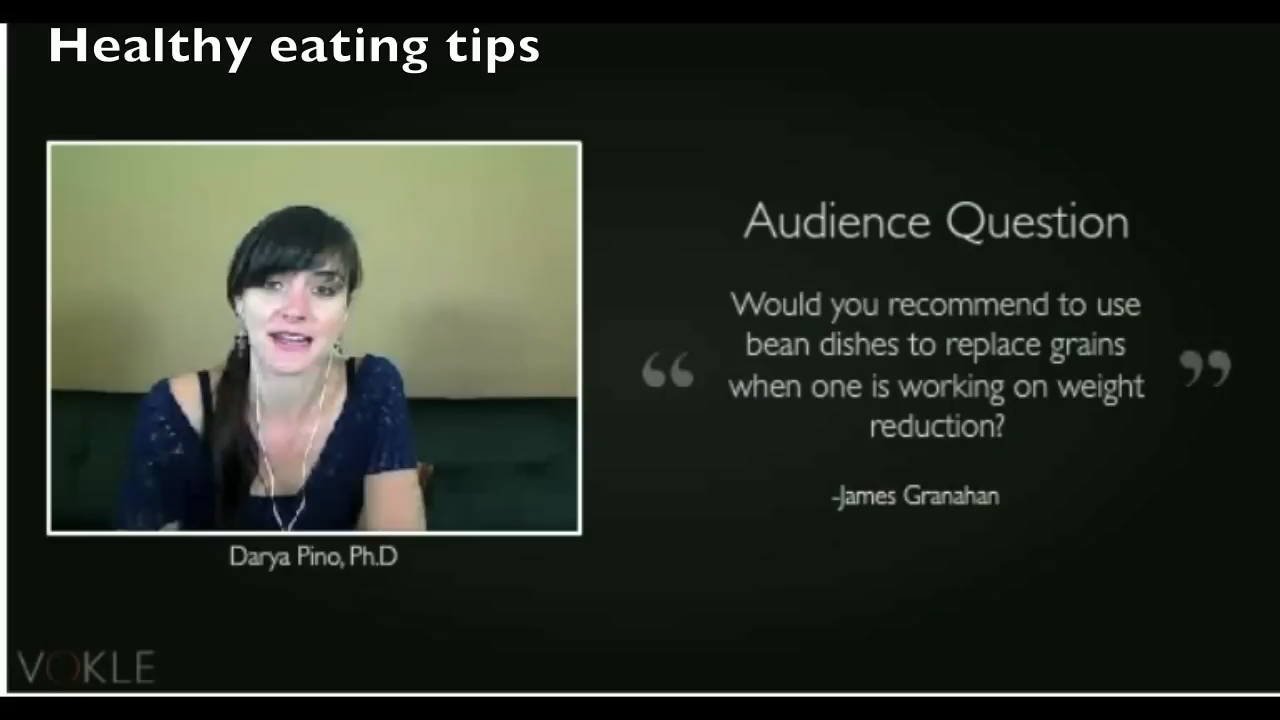 Healthy eating tips
Audience Question
“ Would you recommend to use
bean dishes to replace grains
when one is working on weight
reduction? ”
-James Granahan
Darya Pino, Ph.D
VOKLE